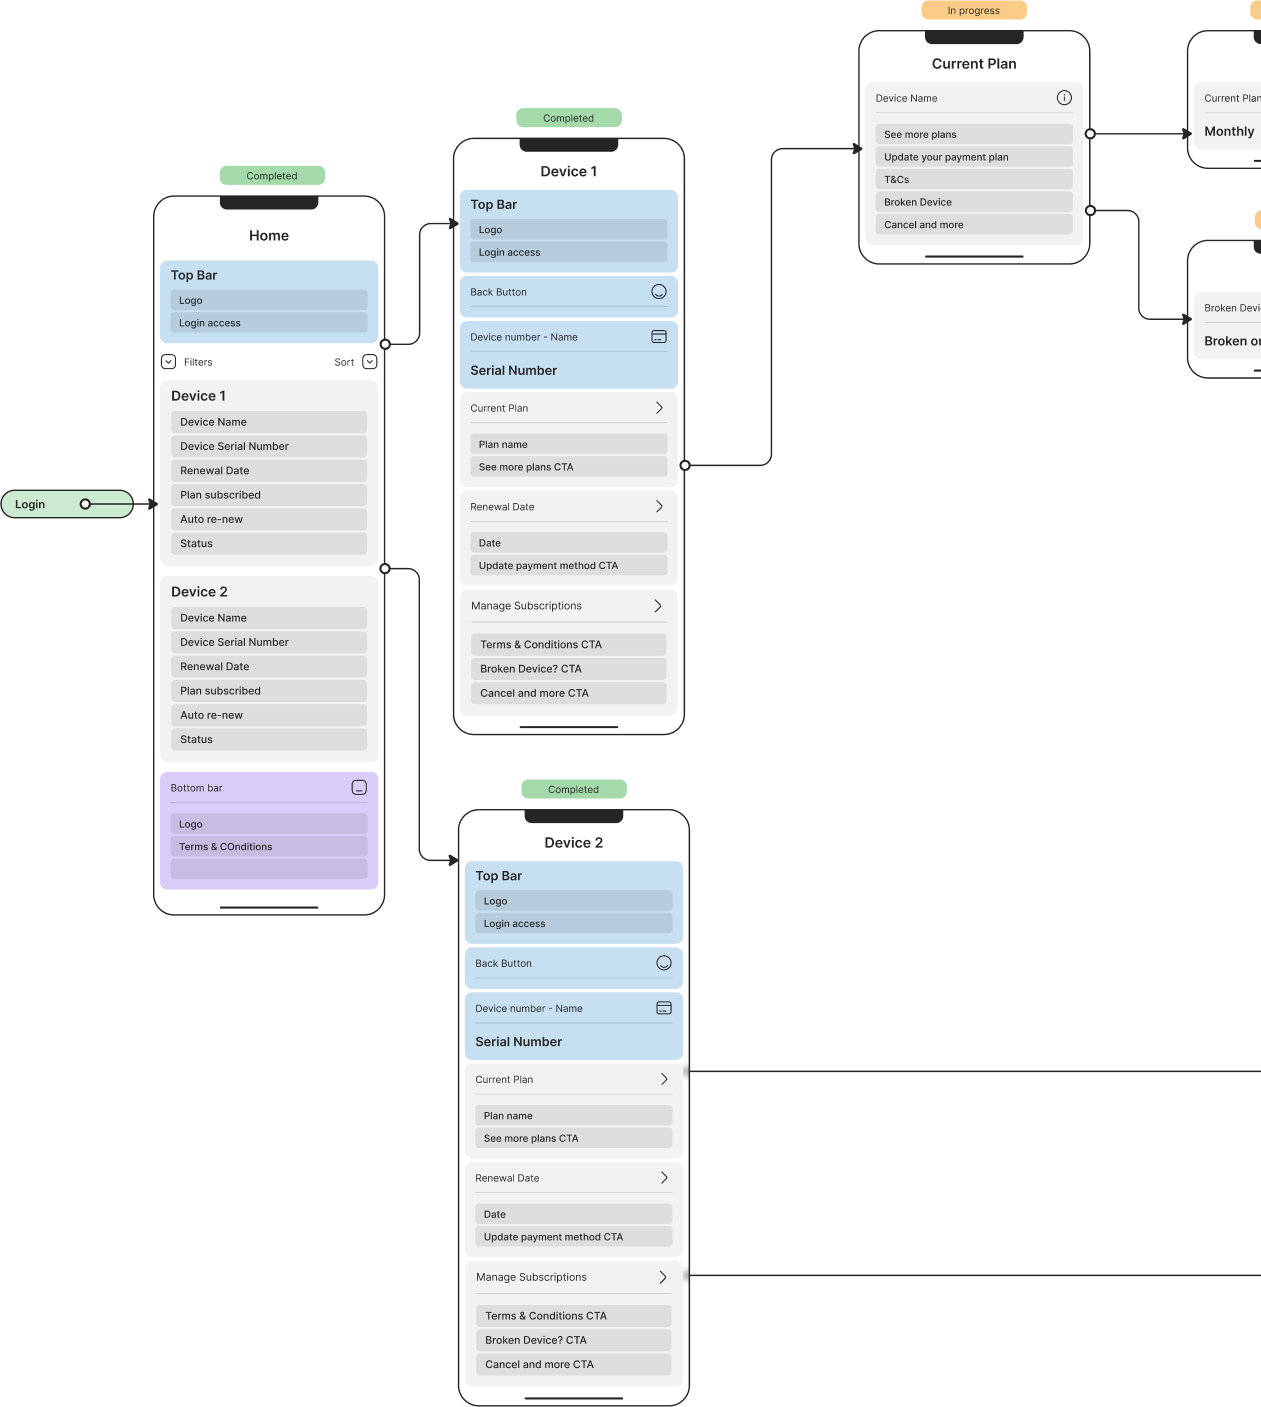 Login
Completed
Home
Top Bar
Logo
Login access
Filters
Sort
Device 1
Device Name
Device Serial Number
Renewal Date
Plan subscribed
Auto re-new
Status
Device 2
Device Name
Device Serial Number
Renewal Date
Plan subscribed
Auto re-new
Status
Bottom bar
Logo
Terms & COnditions
Completed
Device 1
Top Bar
Logo
Login access
Back Button
Device number - Name
Serial Number
Current Plan
Plan name
See more plans CTA
Renewal Date
Date
Update payment method CTA
Manage Subscriptions
Terms & Conditions CTA
Broken Device? CTA
Cancel and more CTA
Completed
Device 2
Top Bar
Logo
Login access
Back Button
Device number - Name
Serial Number
Current Plan
Plan name
See more plans CTA
Renewal Date
Date
Update payment method CTA
Manage Subscriptions
Terms & Conditions CTA
Broken Device? CTA
Cancel and more CTA
In progress
Current Plan
Device Name
See more plans
Update your payment plan
T&Cs
Broken Device
Cancel and more
Current Plan
Monthly
Broken
Broken